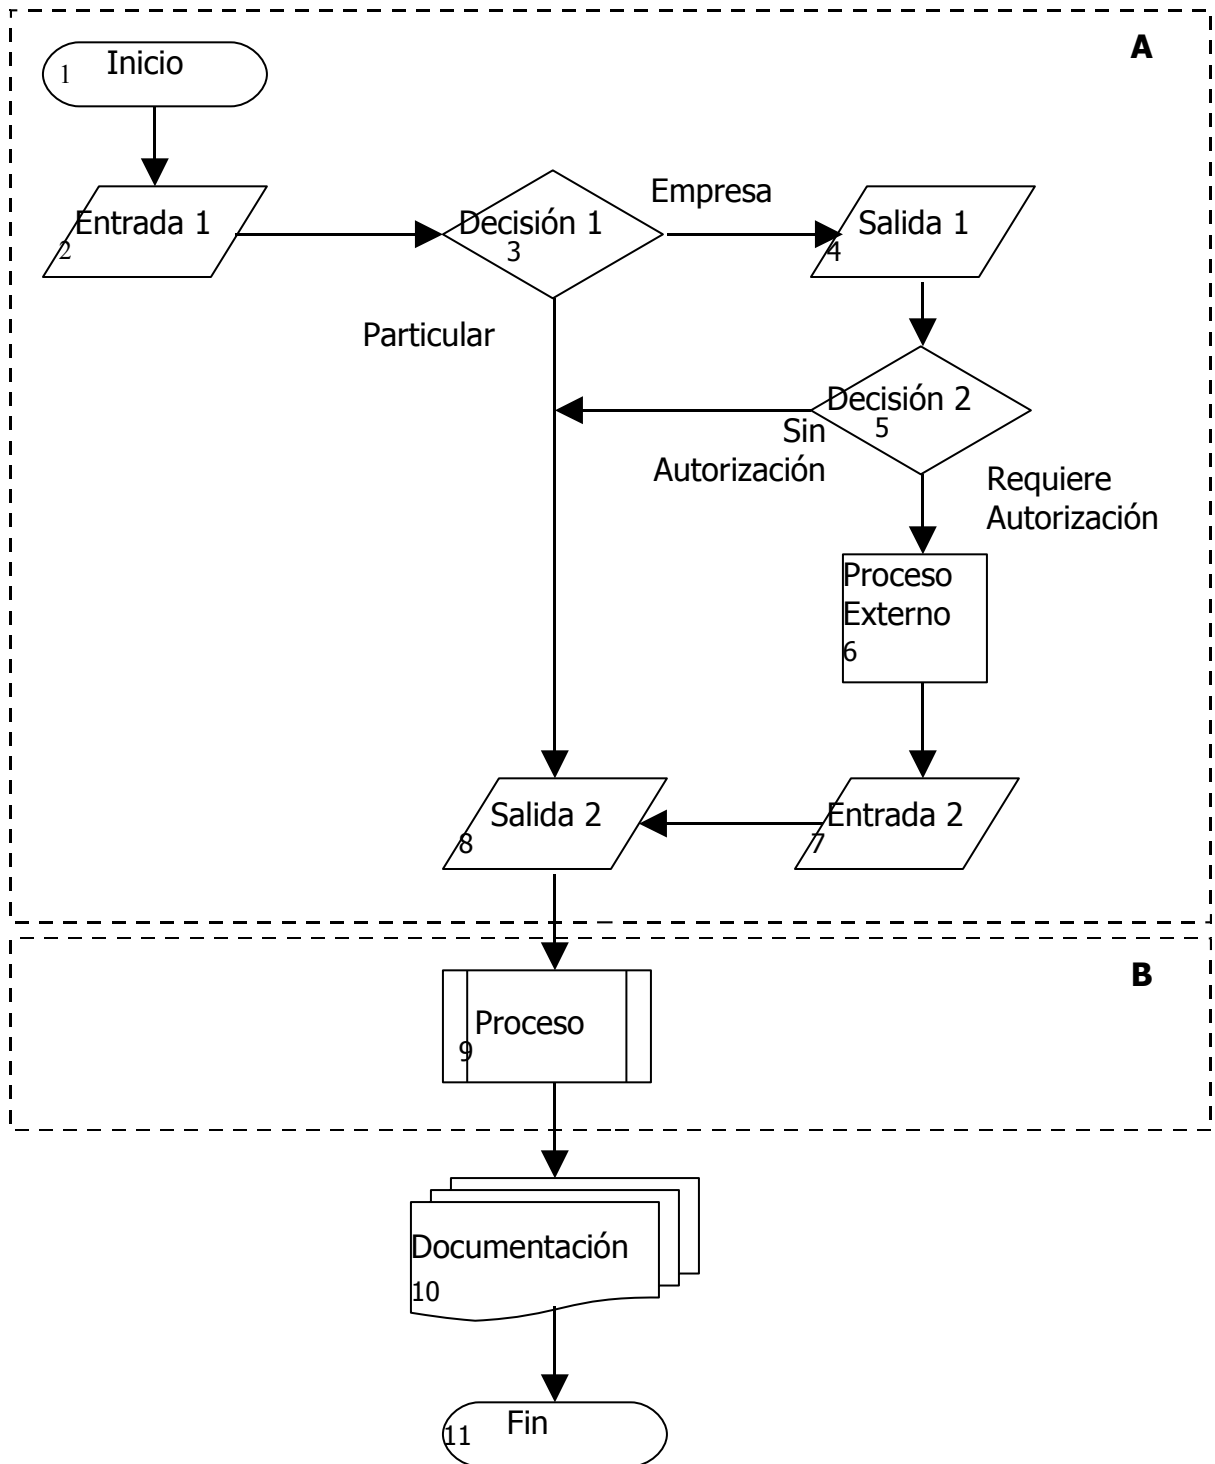 A
Inicio
1
Entrada 1
2
Decisión 1
3
Empresa
Salida 1
4
Particular
Decisión 2
5
Sin
Autorización
Requiere
Autorización
Proceso
Externo
6
Salida 2
8
Entrada 2
7
B
Proceso
9
Documentación
10
Fin
11